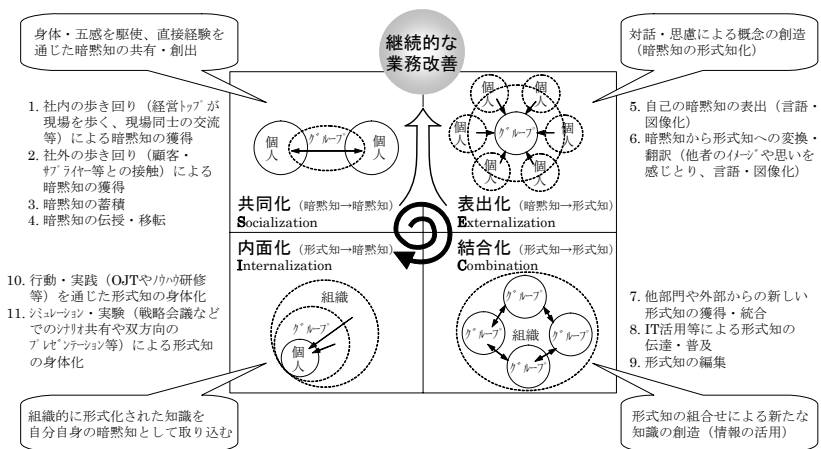 身体・五感を駆使、直接経験を
通じた暗黙知の共有・創出
継続的な
業務改善
対話・思慮による概念の創造
（暗黙知の形式知化）
1. 社内の歩き回り（経営ﾄｯﾌﾟが
現場を歩く、現場同士の交流
等）による暗黙知の獲得
2. 社外の歩き回り（顧客・
ｻﾌﾟﾗｲﾔｰ等との接触）による
暗黙知の獲得
3. 暗黙知の蓄積
4. 暗黙知の伝授・移転
個人
ｸﾞﾙｰﾌﾟ
個人
共同化（暗黙知→暗黙知）
Socialization
個人
個人
個人
ｸﾞﾙｰﾌﾟ
個人
個人
個人
表出化（暗黙知→形式知）
Externalization
5. 自己の暗黙知の表出（言語・
図像化）
6. 暗黙知から形式知への変換・
翻訳（他者のｲﾒｰｼﾞや思いを
感じとり、言語・図像化）
内面化（形式知→暗黙知）
Internalization
組織
ｸﾞﾙｰﾌﾟ
個人
結合化（形式知→形式知）
Combination
ｸﾞﾙｰﾌﾟ
ｸﾞﾙｰﾌﾟ
組織
ｸﾞﾙｰﾌﾟ
ｸﾞﾙｰﾌﾟ
10. 行動・実践（OJTやﾉｳﾊｳ研修
等）を通じた形式知の身体化
11. ｼﾐｭﾚｰｼｮﾝ・実験（戦略会議など
でのｼﾅﾘｵ共有や双方向の
ﾌﾟﾚｾﾞﾝﾃｰｼｮﾝ等）による形式知
の身体化
7. 他部門や外部からの新しい
形式知の獲得・統合
8. IT活用等による形式知の
伝達・普及
9. 形式知の編集
組織的に形式化された知識を
自分自身の暗黙知として取り込む
形式知の組合せによる新たな
知識の創造（情報の活用）